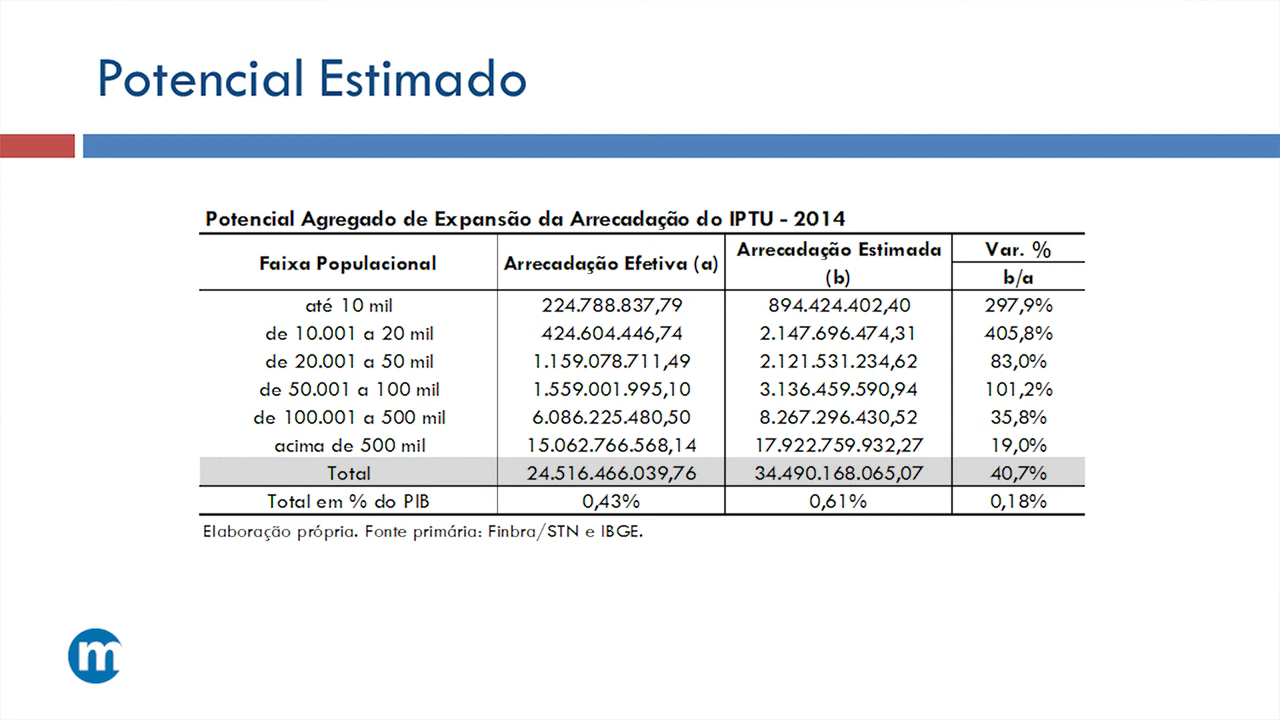 Potencial Estimado
Potencial Agregado de Expansão da Arrecadação do IPTU - 2014
Faixa Populacional Arrecadação Efetiva (a) Arrecadação Estimada (b) Var. % b/a
até 10 mil 224.788.837,79 894.424.402,40 297,9%
de 10.001 a 20 mil 424.604.446,74 2.147.696.474,31 405,8%
de 20.001 a 50 mil 1.159.078.711,49 2.121.531.234,62 83,0%
de 50.001 a 100 mil 1.559.001.995,10 3.136.459.590,94 101,2%
de 100.001 a 500 mil 6.086.225.480,50 8.267.296.430,52 35,8%
acima de 500 mil 15.062.766.568,14 17.922.759.932,27 19,0%
Total 24.516.466.039,76 34.490.168.065,07 40,7%
Total em % do PIB 0,43% 0,61% 0,18%
Elaboração própria. Fonte primária: Finbra/STN e IBGE.
m